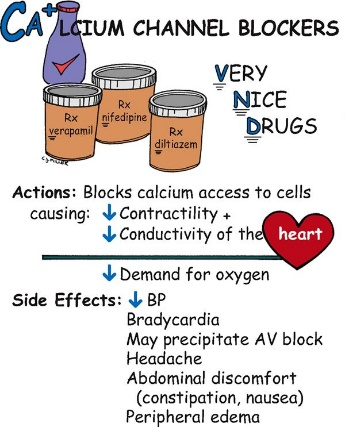 CA+LCIUM CHANNEL BLOCKERS
Rx
verapamil
Rx
nifedipine
Rx
diltiazem
VERY
NICE
DRUGS
Actions: Blocks calcium access to cells
causing: ↓ Contractility +
↓ Conductivity of the heart
↓ Demand for oxygen
Side Effects: ↓ BP
Bradycardia
May precipitate AV block
Headache
Abdominal discomfort
(constipation, nausea)
Peripheral edema